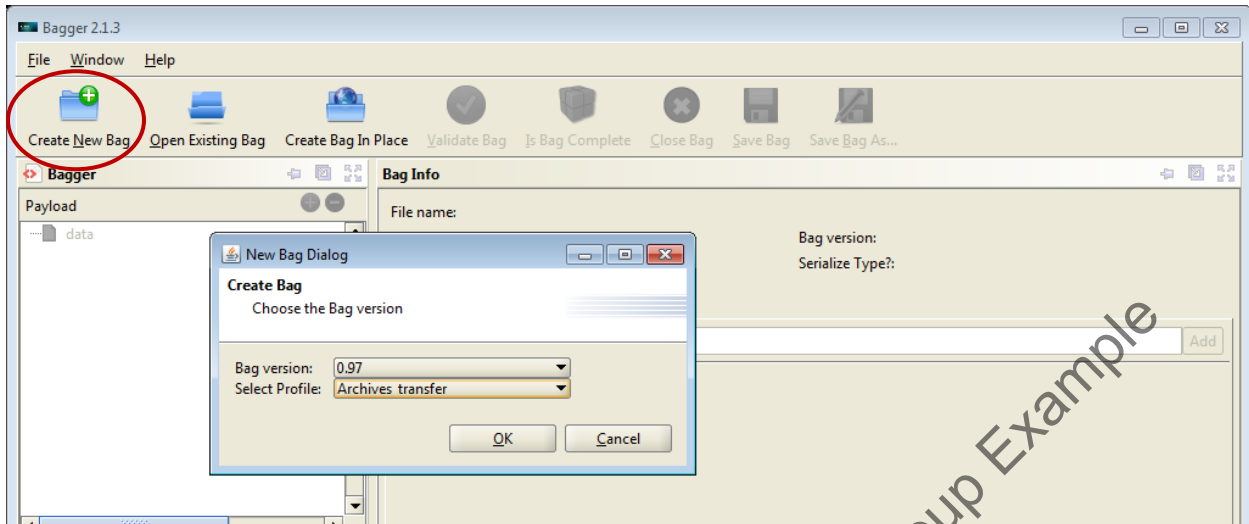 Bagger 2.1.3
File Window Help
Create New Bag Open Existing Bag Create Bag In Place Validate Bag Is Bag Complete Close Bag Save Bag Save Bag As...
Bagger
Bag Info
Payload
File name:
data
Bag version:
Serialize Type?:
New Bag Dialog
Create Bag
Choose the Bag version
Add
Bag version: 0.97
Select Profile: Archives transfer
OK Cancel
Example